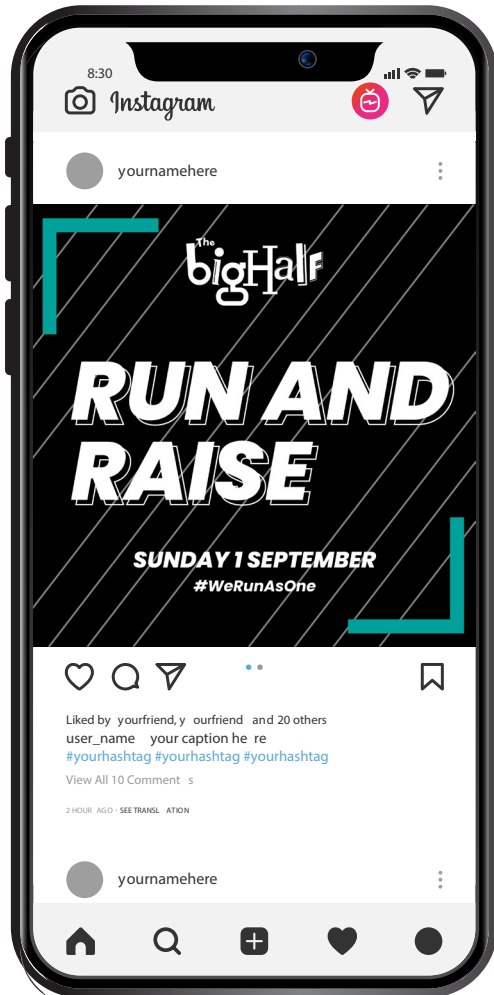 8:30
Instagram
yournamehere
The
bigHalf
RUN AND
RAISE
SUNDAY 1 SEPTEMBER
#WeRunAsOne
Liked by yourfriend, y ourfriend and 20 others
user_name your caption he re
#yourhashtag #yourhashtag #yourhashtag
View All 10 Comment s
2 HOUR AGO · SEE TRANSL ATION
yournamehere